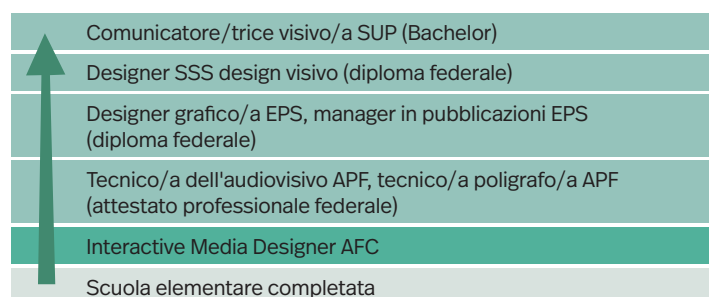 Comunicatore/trice visivo/a SUP (Bachelor)
Designer SSS design visivo (diploma federale)
Designer grafico/a EPS, manager in pubblicazioni EPS
(diploma federale)
Tecnico/a dell'audiovisivo APF, tecnico/a poligrafo/a APF
(attestato professionale federale)
Interactive Media Designer AFC
Scuola elementare completata